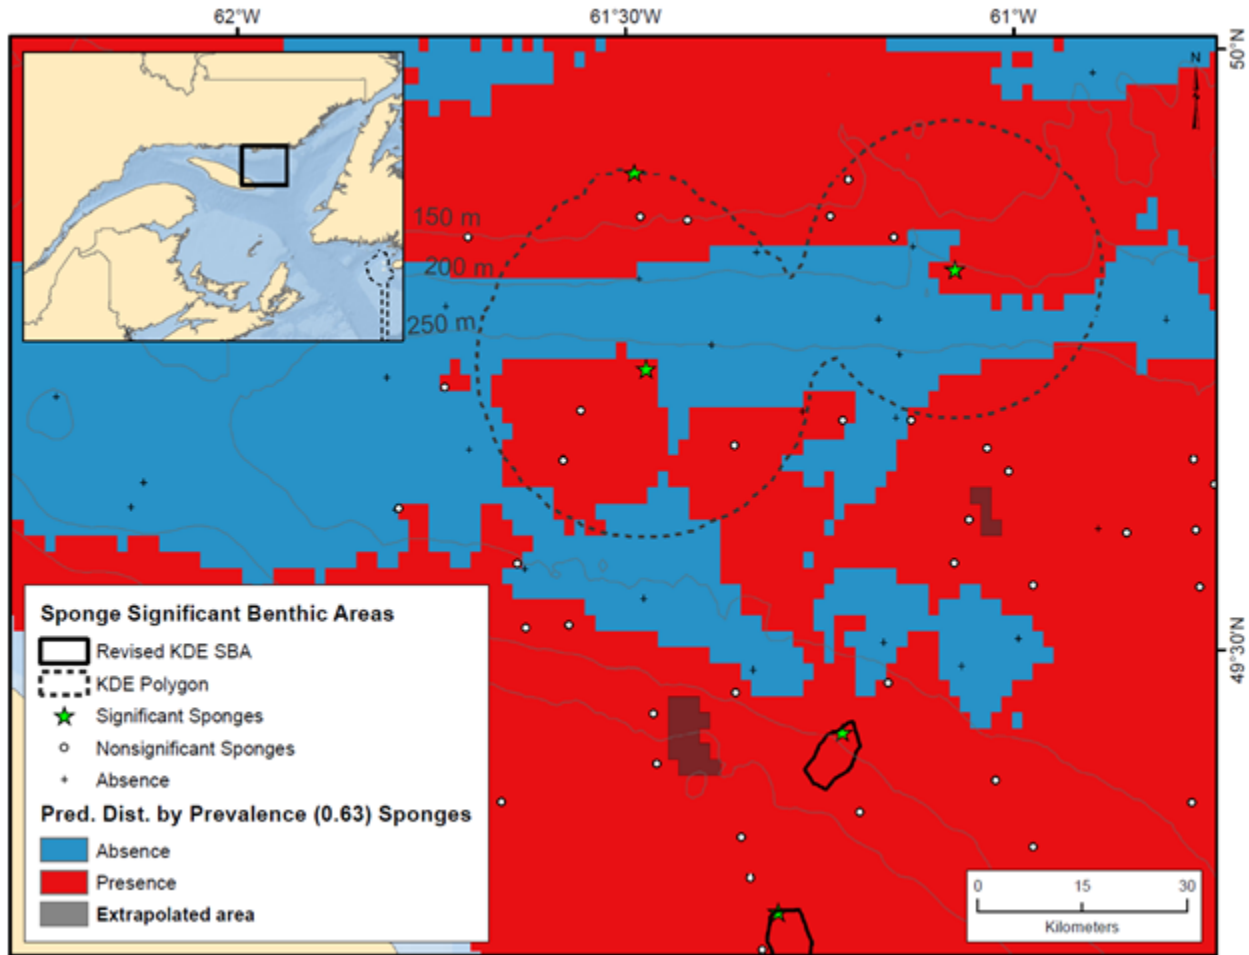 62°W
61°30'W
61°W
50°N
N
150 m
200 m
250 m
49°30'N
Sponge Significant Benthic Areas
Revised KDE SBA
KDE Polygon
Significant Sponges
Nonsignificant Sponges
Absence
Pred. Dist. by Prevalence (0.63) Sponges
Absence
Presence
Extrapolated area
0 15 30
Kilometers